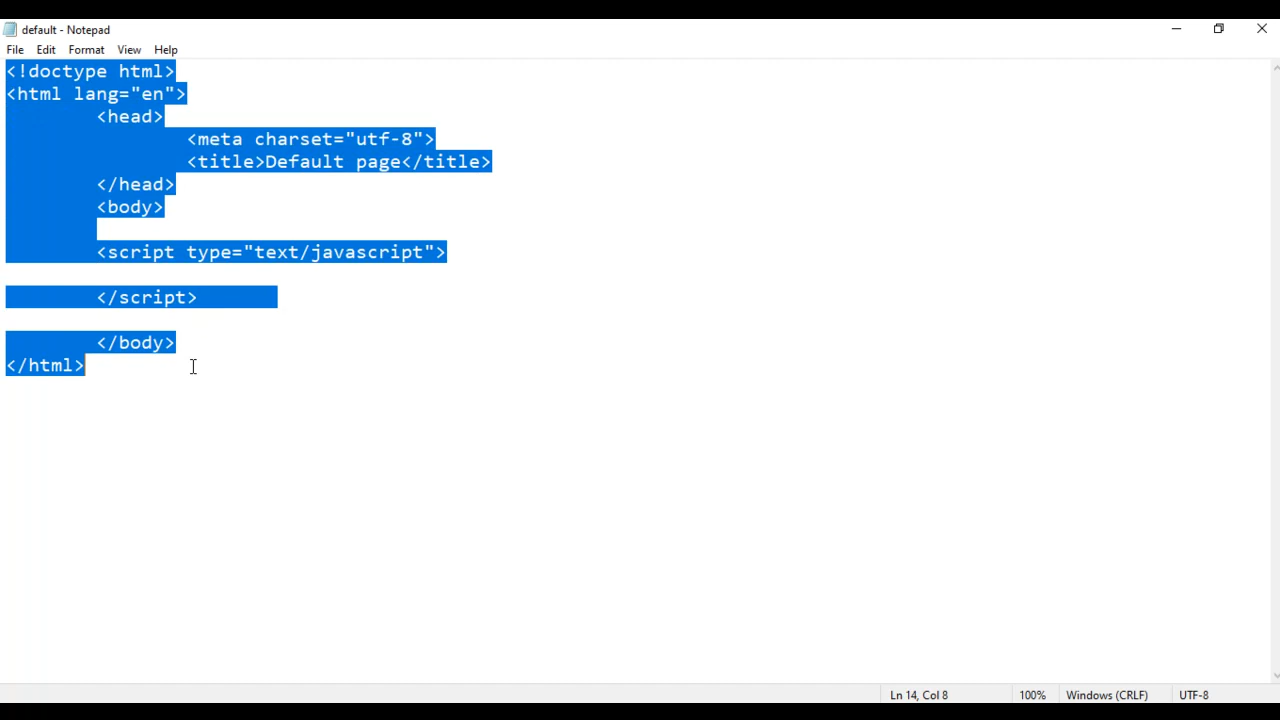 default - Notepad
File Edit Format View Help
<!doctype html>
<html lang="en">
<head>
<meta charset="utf-8">
<title>Default page</title>
</head>
<body>
<script type="text/javascript">
</script>
</body>
</html>
Ln 14, Col 8 100% Windows (CRLF) UTF-8